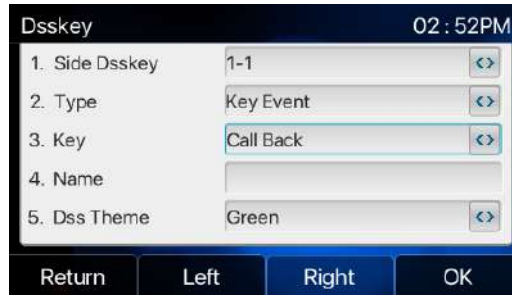 Dsskey 02:52PM
1. Side Dsskey 1-1
2. Type Key Event
3. Key Call Back
4. Name
5. Dss Theme Green
Return Left Right OK